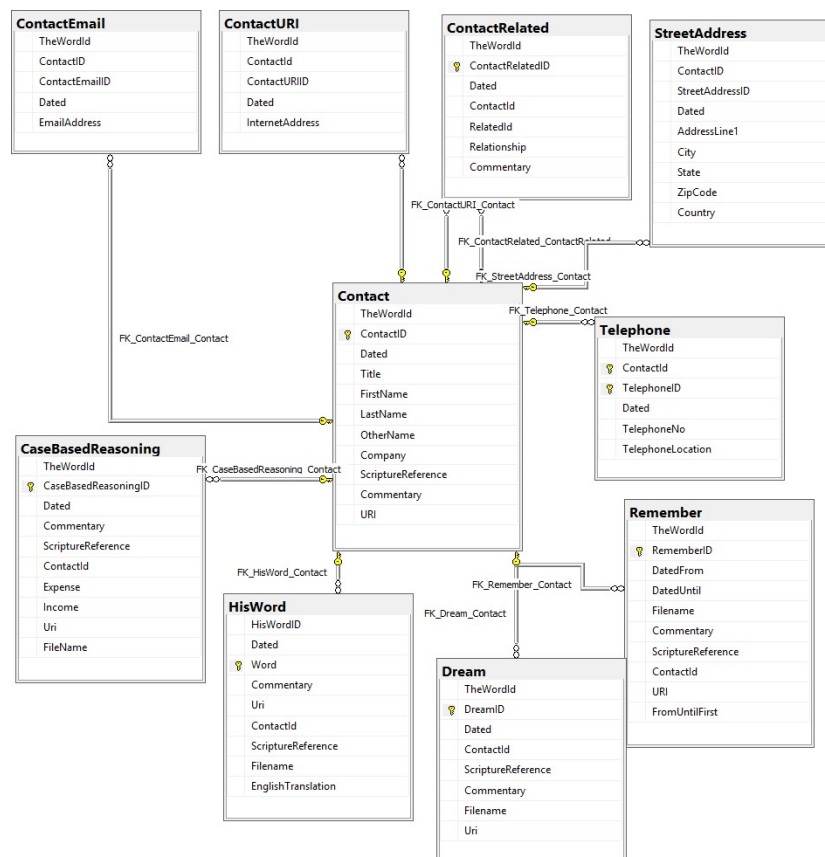 ContactEmail
TheWordId
ContactID
ContactEmailID
Dated
EmailAddress
ContactURI
TheWordId
ContactId
ContactURIID
Dated
InternetAddress
ContactRelated
TheWordId
ContactRelatedID
Dated
ContactId
RelatedId
Relationship
Commentary
StreetAddress
TheWordId
ContactID
StreetAddressID
Dated
AddressLine1
City
State
ZipCode
Country
FK_ContactURI_Contact
FK_ContactRelated_ContactRelated
FK_StreetAddress_Contact
FK_Telephone_Contact
FK_ContactEmail_Contact
Contact
TheWordId
ContactID
Dated
Title
FirstName
LastName
OtherName
Company
ScriptureReference
Commentary
URI
Telephone
TheWordId
ContactId
TelephoneID
Dated
TelephoneNo
TelephoneLocation
CaseBasedReasoning
TheWordId
CaseBasedReasoningID
Dated
Commentary
ScriptureReference
ContactId
Expense
Income
Uri
FileName
FK_CaseBasedReasoning_Contact
FK_HisWord_Contact
FK_Remember_Contact
FK_Dream_Contact
HisWord
HisWordID
Dated
Word
Commentary
Uri
ContactId
ScriptureReference
Filename
EnglishTranslation
Dream
TheWordId
DreamID
Dated
ContactId
ScriptureReference
Commentary
Filename
Uri
Remember
TheWordId
RememberID
DatedFrom
DatedUntil
Filename
Commentary
ScriptureReference
ContactId
URI
FromUntilFirst